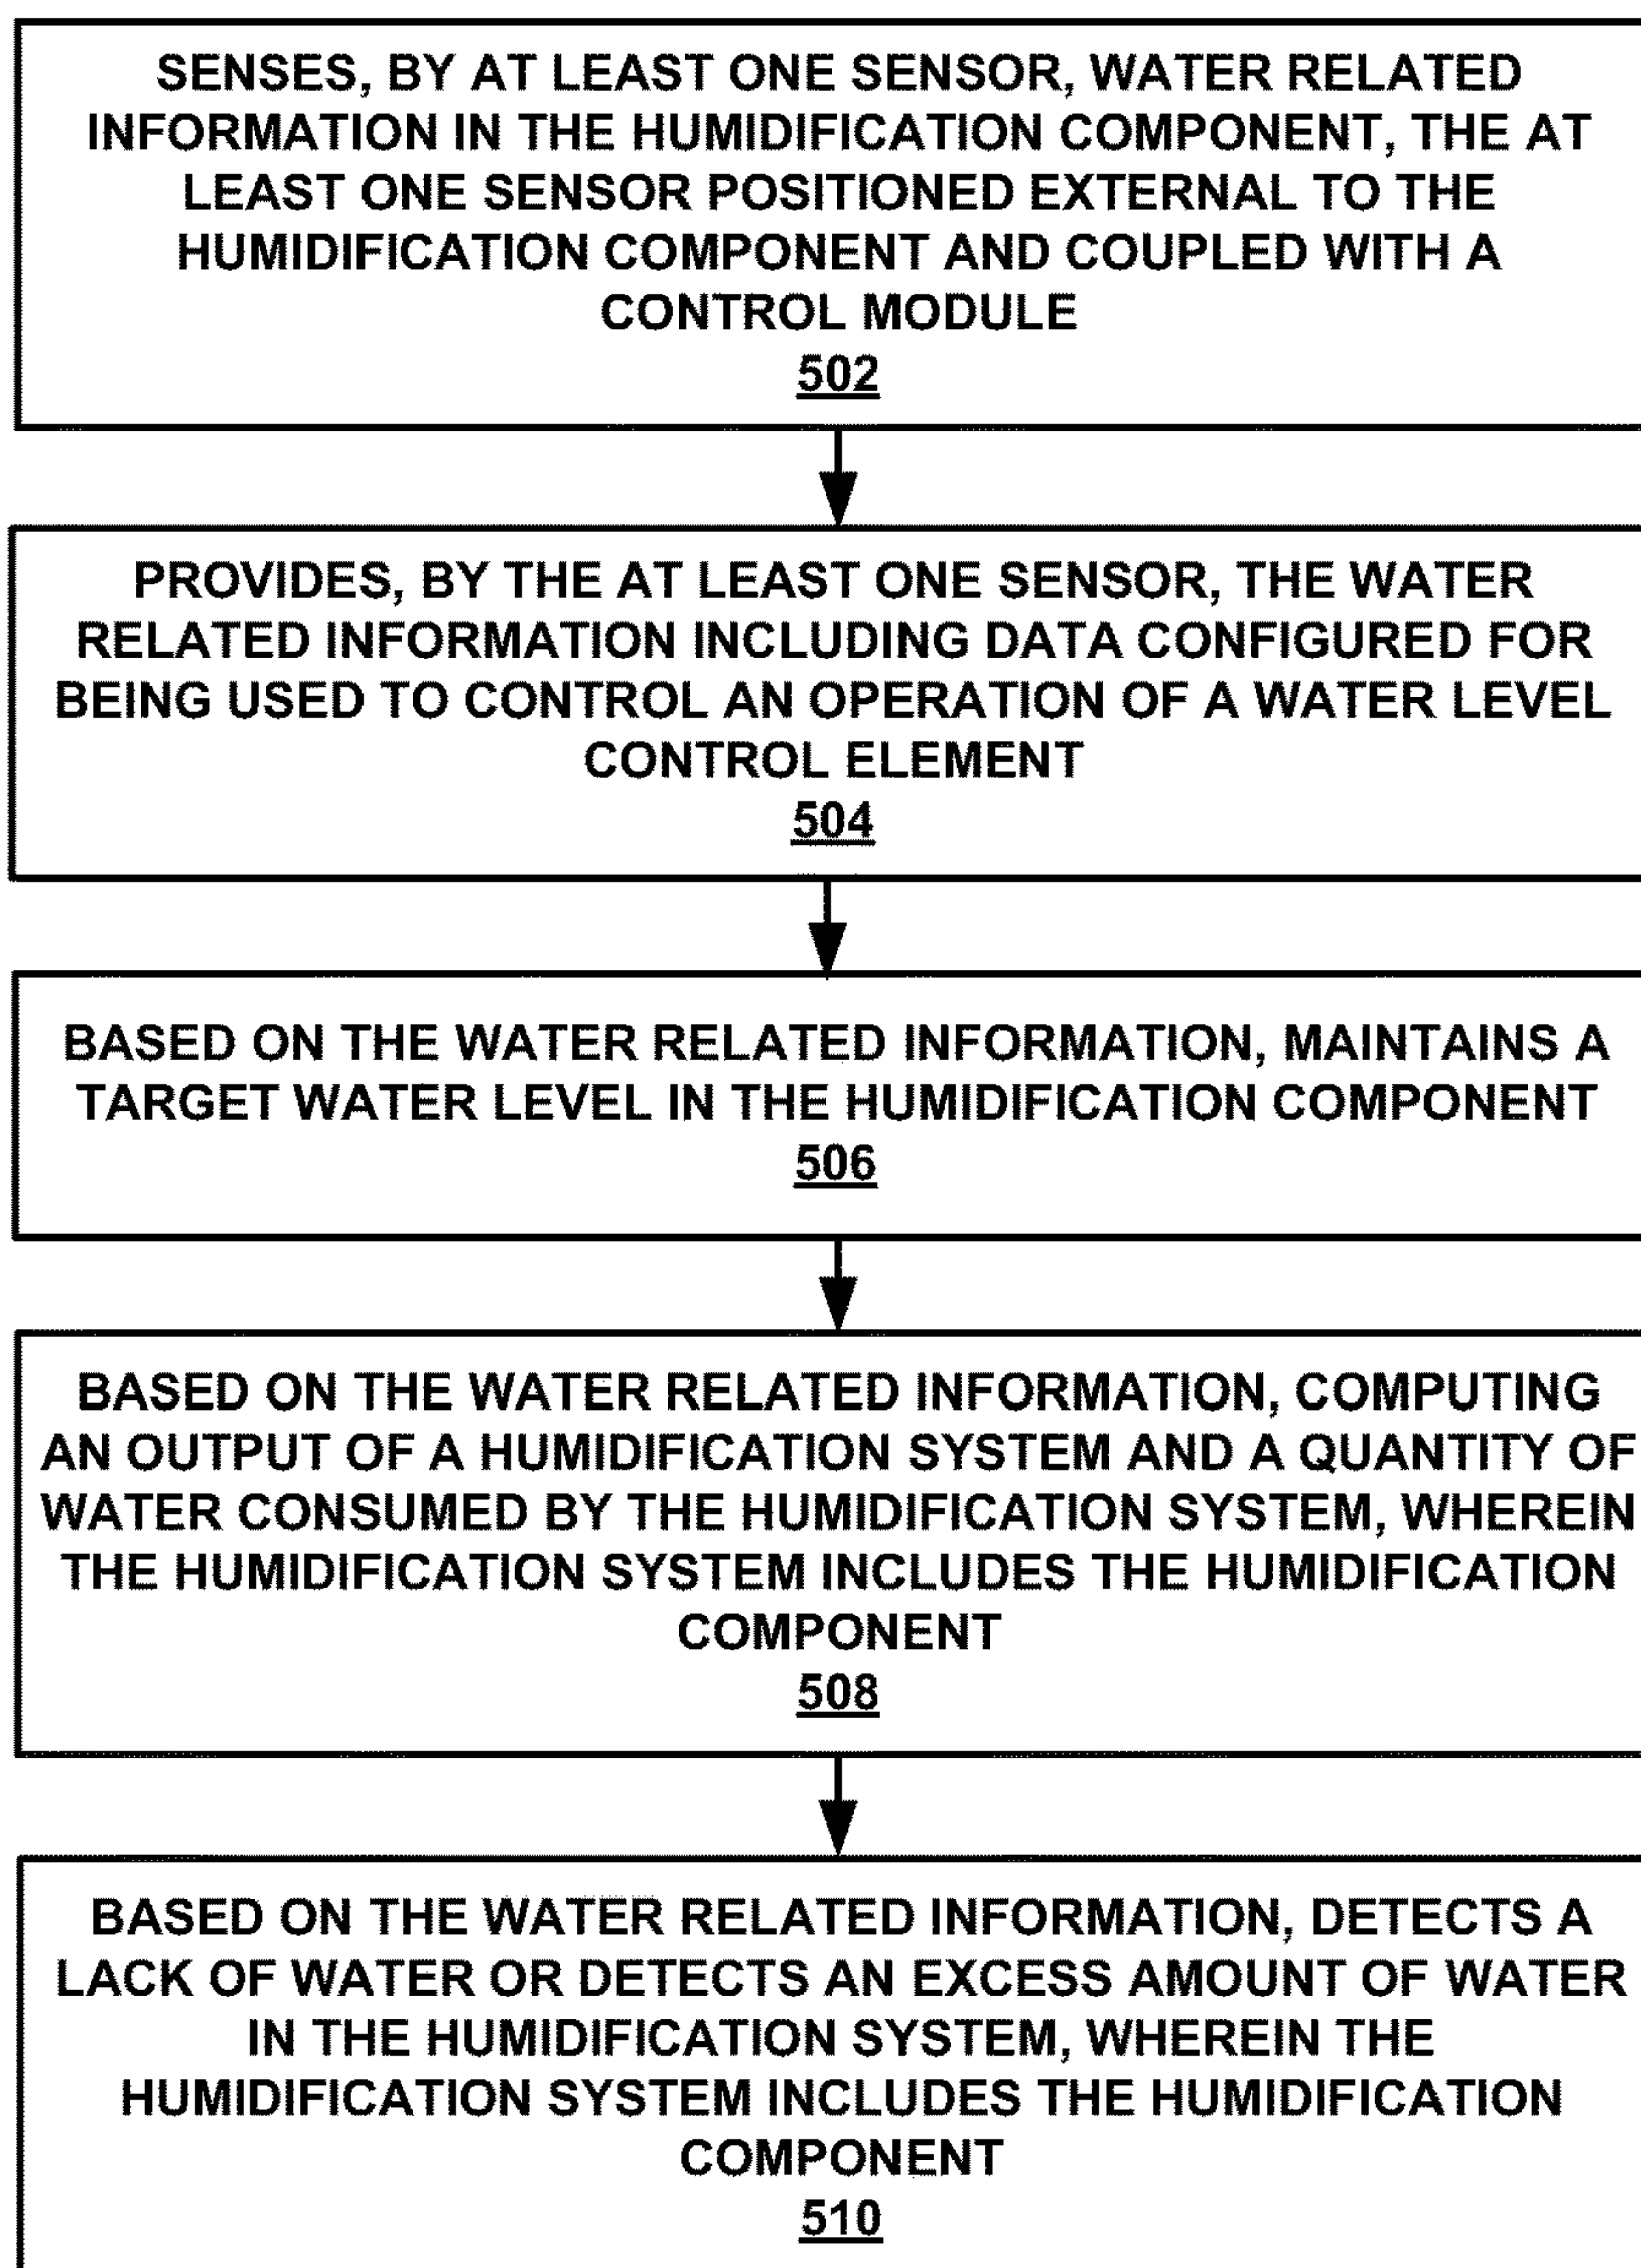 SENSES, BY AT LEAST ONE SENSOR, WATER RELATED
INFORMATION IN THE HUMIDIFICATION COMPONENT, THE AT
LEAST ONE SENSOR POSITIONED EXTERNAL TO THE
HUMIDIFICATION COMPONENT AND COUPLED WITH A
CONTROL MODULE
502
PROVIDES, BY THE AT LEAST ONE SENSOR, THE WATER
RELATED INFORMATION INCLUDING DATA CONFIGURED FOR
BEING USED TO CONTROL AN OPERATION OF A WATER LEVEL
CONTROL ELEMENT
504
BASED ON THE WATER RELATED INFORMATION, MAINTAINS A
TARGET WATER LEVEL IN THE HUMIDIFICATION COMPONENT
506
BASED ON THE WATER RELATED INFORMATION, COMPUTING
AN OUTPUT OF A HUMIDIFICATION SYSTEM AND A QUANTITY OF
WATER CONSUMED BY THE HUMIDIFICATION SYSTEM, WHEREIN
THE HUMIDIFICATION SYSTEM INCLUDES THE HUMIDIFICATION
COMPONENT
508
BASED ON THE WATER RELATED INFORMATION, DETECTS A
LACK OF WATER OR DETECTS AN EXCESS AMOUNT OF WATER
IN THE HUMIDIFICATION SYSTEM, WHEREIN THE
HUMIDIFICATION SYSTEM INCLUDES THE HUMIDIFICATION
COMPONENT
510